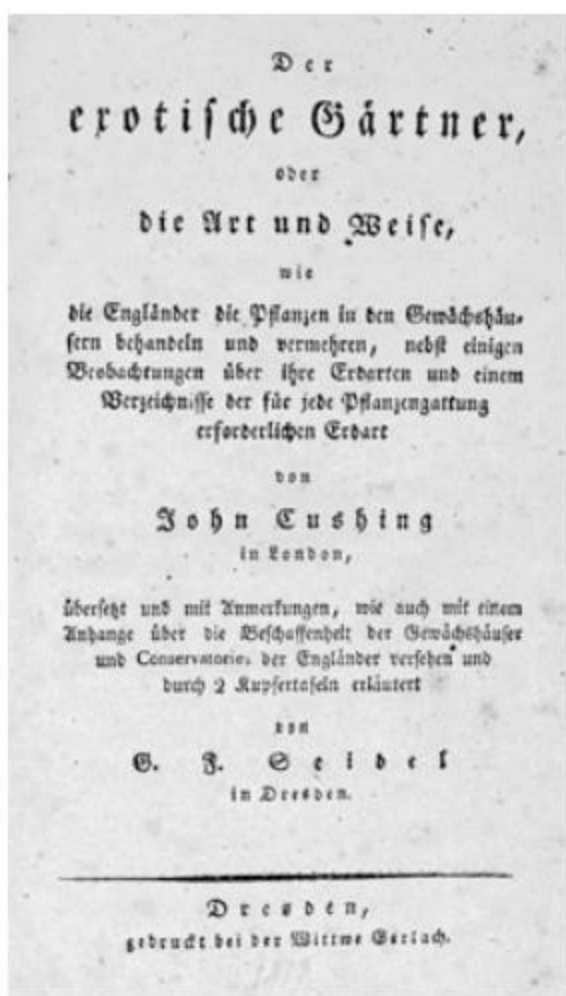 Der
exotische Gärtner,
oder
die Art und Weise,
wie
die Engländer die Pflanzen in den Gewächshäu-
sern behandeln und vermehren, nebst einigen
Beobachtungen über ihre Erdarten und einem
Verzeichnisse der für jede Pflanzengattung
erforderlichen Erdart
von
John Cushing
in London,
übersetzt und mit Anmerkungen, wie auch mit einem
Anhange über die Beschaffenheit der Gewächshäuser
und Conservatories der Engländer versehen und
durch 2 Kupfertafeln erläutert
von
G. F. Seidel
in Dresden.
Dresden,
gedruckt bei der Wittwe Gerlach.